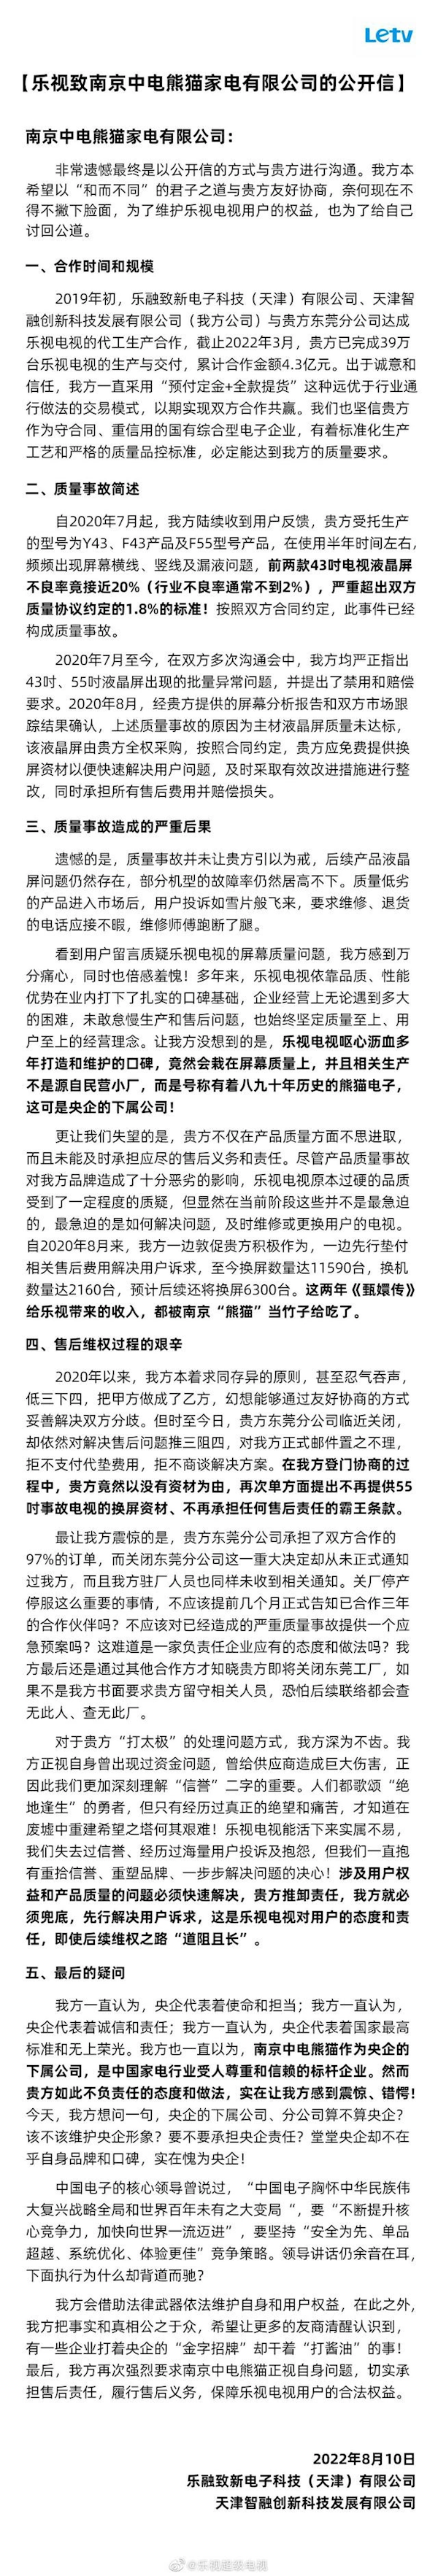 Letv
【乐视致南京中电熊猫家电有限公司的公开信】
南京中电熊猫家电有限公司：
非常遗憾最终是以公开信的方式与贵方进行沟通。我方本
希望以“和而不同”的君子之道与贵方友好协商，奈何现在不
得不撇下脸面，为了维护乐视电视用户的权益，也为了给自己
讨回公道。
一、合作时间和规模
2019年初，乐融致新电子科技（天津）有限公司、天津智
融创新科技发展有限公司（我方公司）与贵方东莞分公司达成
乐视电视的代工生产合作，截止2022年3月，贵方已完成39万
台乐视电视的生产与交付，累计合作金额4.3亿元。出于诚意和
信任，我方一直采用“预付定金+全款提货”这种远优于行业通
行做法的交易模式，以期实现双方合作共赢。我们也坚信贵方
作为守合同、重信用的国有综合型电子企业，有着标准化生产
工艺和严格的质量品控标准，必定能达到我方的质量要求。
二、质量事故简述
自2020年7月起，我方陆续收到用户反馈，贵方受托生产
的型号为Y43、F43产品及F55型号产品，在使用半年时间左右，
频频出现屏幕横线、竖线及漏液问题，前两款43吋电视液晶屏
不良率竟接近20%（行业不良率通常不到2%），严重超出双方
质量协议约定的1.8%的标准！按照双方合同约定，此事件已经
构成质量事故。
2020年7月至今，在双方多次沟通会中，我方均严正指出
43吋、55吋液晶屏出现的批量异常问题，并提出了禁用和赔偿
要求。2020年8月，经贵方提供的屏幕分析报告和双方市场跟
踪结果确认，上述质量事故的原因为主材液晶屏质量未达标，
该液晶屏由贵方全权采购，按照合同约定，贵方应免费提供换
屏资材以便快速解决用户问题，及时采取有效改进措施进行整
改，同时承担所有售后费用并赔偿损失。
三、质量事故造成的严重后果
遗憾的是，质量事故并未让贵方引以为戒，后续产品液晶
屏问题仍然存在，部分机型的故障率仍然居高不下。质量低劣
的产品进入市场后，用户投诉如雪片般飞来，要求维修、退货
的电话应接不暇，维修师傅跑断了腿。
看到用户留言质疑乐视电视的屏幕质量问题，我方感到万
分痛心，同时也倍感羞愧！多年来，乐视电视依靠品质、性能
优势在业内打下了扎实的口碑基础，企业经营上无论遇到多大
的困难，未敢怠慢生产和售后问题，也始终坚定质量至上、用
户至上的经营理念。让我方没想到的是，乐视电视呕心沥血多
年打造和维护的口碑，竟然会栽在屏幕质量上，并且相关生产
不是源自民营小厂，而是号称有着八九十年历史的熊猫电子，
这可是央企的下属公司！
更让我们失望的是，贵方不仅在产品质量方面不思进取，
而且未能及时承担应尽的售后义务和责任。尽管产品质量事故
对我方品牌造成了十分恶劣的影响，乐视电视原本过硬的品质
受到了一定程度的质疑，但显然在当前阶段这些并不是最急迫
的，最急迫的是如何解决问题，及时维修或更换用户的电视。
自2020年8月来，我方一边敦促贵方积极作为，一边先行垫付
相关售后费用解决用户诉求，至今换屏数量达11590台，换机
数量达2160台，预计后续还将换屏6300台。这两年《甄嬛传》
给乐视带来的收入，都被南京“熊猫”当竹子给吃了。
四、售后维权过程的艰辛
2020年以来，我方本着求同存异的原则，甚至忍气吞声，
低三下四，把甲方做成了乙方，幻想能够通过友好协商的方式
妥善解决双方分歧。但时至今日，贵方东莞分公司临近关闭，
却依然对解决售后问题推三阻四，对我方正式邮件置之不理，
拒不支付代垫费用，拒不商谈解决方案。在我方登门协商的过
程中，贵方竟然以没有资材为由，再次单方面提出不再提供55
吋事故电视的换屏资材、不再承担任何售后责任的霸王条款。
最让我方震惊的是，贵方东莞分公司承担了双方合作的
97%的订单，而关闭东莞分公司这一重大决定却从未正式通知
过我方，而且我方驻厂人员也同样未收到相关通知。关厂停产
停服这么重要的事情，不应该提前几个月正式告知已合作三年
的合作伙伴吗？不应该对已经造成的严重质量事故提供一个应
急预案吗？这难道是一家负责任企业应有的态度和做法吗？我
方最后还是通过其他合作方才知晓贵方即将关闭东莞工厂，如
果不是我方书面要求贵方留守相关人员，恐怕后续联络都会查
无此人、查无此厂。
对于贵方“打太极”的处理问题方式，我方深为不齿。我
方正视自身曾出现过资金问题，曾给供应商造成巨大伤害，正
因此我们更加深刻理解“信誉”二字的重要。人们都歌颂“绝
地逢生”的勇者，但只有经历过真正的绝望和痛苦，才知道在
废墟中重建希望之塔何其艰难！乐视电视能活下来实属不易，
我们失去过信誉、经历过海量用户投诉及抱怨，但我们一直抱
有重拾信誉、重塑品牌、一步步解决问题的决心！涉及用户权
益和产品质量的问题必须快速解决，贵方推卸责任，我方就必
须兜底，先行解决用户诉求，这是乐视电视对用户的态度和责
任，即使后续维权之路“道阻且长”。
五、最后的疑问
我方一直认为，央企代表着使命和担当；我方一直认为，
央企代表着诚信和责任；我方一直认为，央企代表着国家最高
标准和无上荣光。我方也一直以为，南京中电熊猫作为央企的
下属公司，是中国家电行业受人尊重和信赖的标杆企业。然而
贵方如此不负责任的态度和做法，实在让我方感到震惊、错愕！
今天，我方想问一句，央企的下属公司、分公司算不算央企？
该不该维护央企形象？要不要承担央企责任？堂堂央企却不在
乎自身品牌和口碑，实在愧为央企！
中国电子的核心领导曾说过，“中国电子胸怀中华民族伟
大复兴战略全局和世界百年未有之大变局“，要“不断提升核
心竞争力，加快向世界一流迈进”，要坚持“安全为先、单品
超越、系统优化、体验更佳”竞争策略。领导讲话仍余音在耳，
下面执行为什么却背道而驰？
我方会借助法律武器依法维护自身和用户权益，在此之外，
我方把事实和真相公之于众，希望让更多的友商清醒认识到，
有一些企业打着央企的“金字招牌”却干着“打酱油”的事！
最后，我方再次强烈要求南京中电熊猫正视自身问题，切实承
担售后责任，履行售后义务，保障乐视电视用户的合法权益。
2022年8月10日
乐融致新电子科技（天津）有限公司
天津智融创新科技发展有限公司
@乐视超级电视